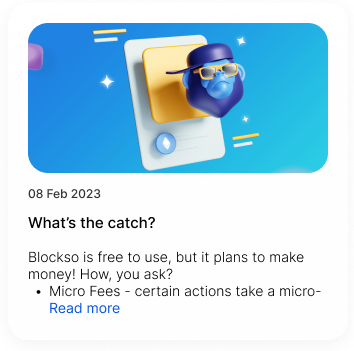 08 Feb 2023
What’s the catch?
Blockso is free to use, but it plans to make
money! How, you ask?
• Micro Fees - certain actions take a micro-
Read more